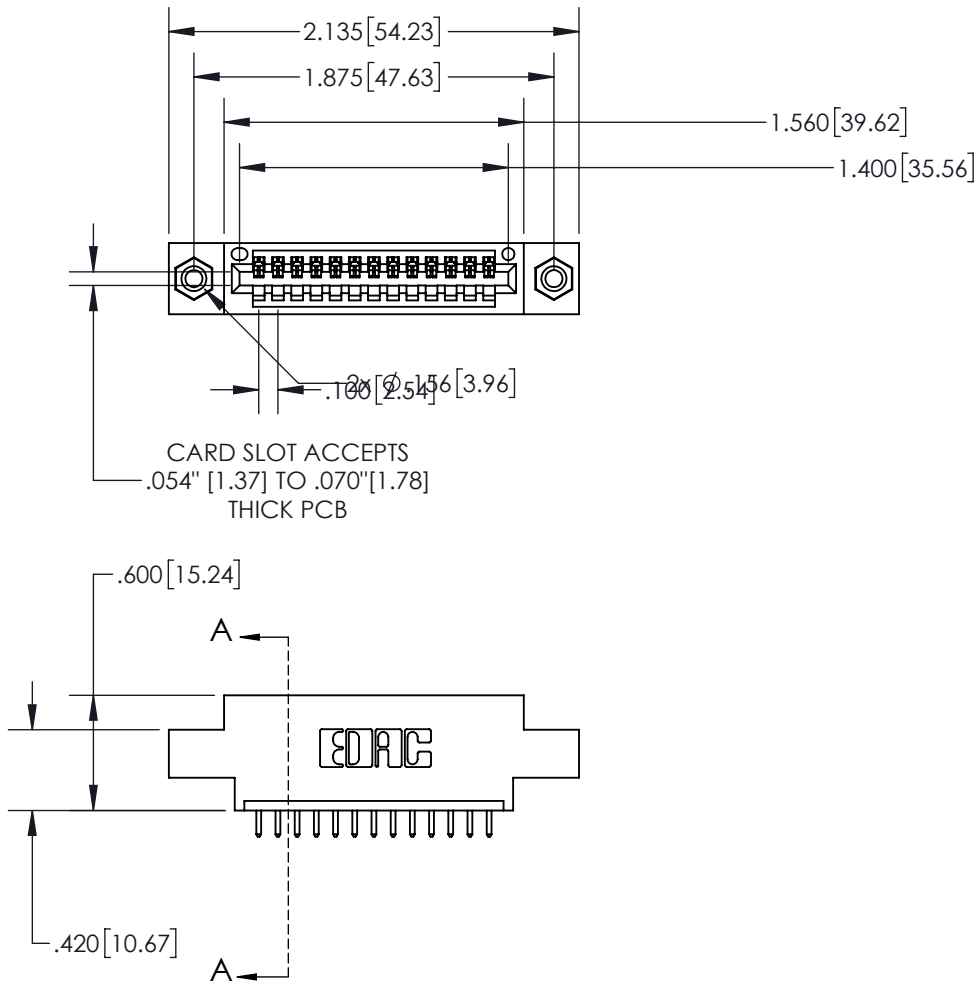 2.135[54.23]
1.875[47.63]
1.560[39.62]
1.400[35.56]
2x ∅ .156 [3.96]
.100[2.54]
CARD SLOT ACCEPTS
.054" [1.37] TO .070"[1.78]
THICK PCB
.600[15.24]
A
EDAC
.420[10.67]
A